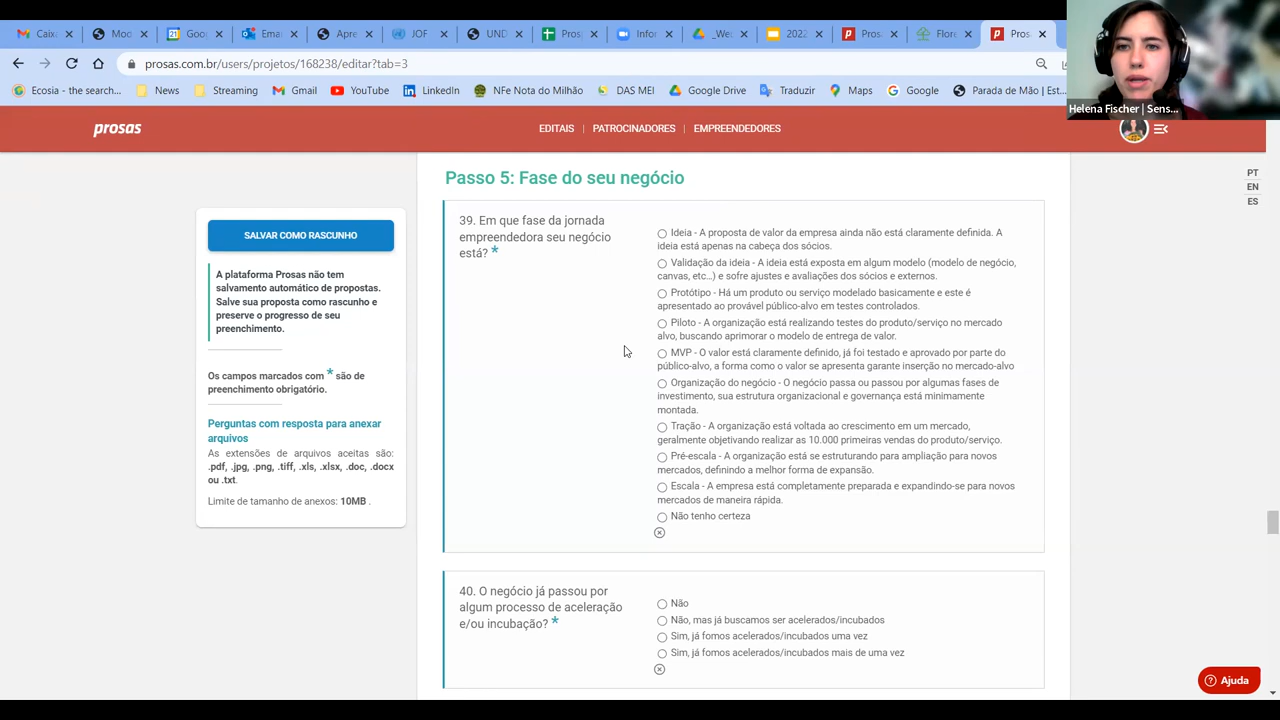 Caixa
Mod
Goo
Emai
Apre
JOF
UND
Pros
Infor
_Wec
2022
Prosa
Flore
Pros
prosas.com.br/users/projetos/168238/editar?tab=3
Ecosia - the search...
News
Streaming
Gmail
YouTube
LinkedIn
NFe Nota do Milhão
DAS MEI
Google Drive
Traduzir
Maps
Google
Parada de Mão | Est...
Helena Fischer | Sens...
prosas
EDITAIS | PATROCINADORES | EMPREENDEDORES
PT
EN
ES
SALVAR COMO RASCUNHO
A plataforma Prosas não tem
salvamento automático de propostas.
Salve sua proposta como rascunho e
preserve o progresso de seu
preenchimento.
Os campos marcados com * são de
preenchimento obrigatório.
Perguntas com resposta para anexar
arquivos
As extensões de arquivos aceitas são:
.pdf, .jpg, .png, .tiff, .xls, .xlsx, .doc, .docx
ou .txt.
Limite de tamanho de anexos: 10MB .
Passo 5: Fase do seu negócio
39. Em que fase da jornada
empreendedora seu negócio
está? *
Ideia - A proposta de valor da empresa ainda não está claramente definida. A
ideia está apenas na cabeça dos sócios.
Validação da ideia - A ideia está exposta em algum modelo (modelo de negócio,
canvas, etc...) e sofre ajustes e avaliações dos sócios e externos.
Protótipo - Há um produto ou serviço modelado basicamente e este é
apresentado ao provável público-alvo em testes controlados.
Piloto - A organização está realizando testes do produto/serviço no mercado
alvo, buscando aprimorar o modelo de entrega de valor.
MVP - O valor está claramente definido, já foi testado e aprovado por parte do
público-alvo, a forma como o valor se apresenta garante inserção no mercado-alvo
Organização do negócio - O negócio passa ou passou por algumas fases de
investimento, sua estrutura organizacional e governança está minimamente
montada.
Tração - A organização está voltada ao crescimento em um mercado,
geralmente objetivando realizar as 10.000 primeiras vendas do produto/serviço.
Pré-escala - A organização está se estruturando para ampliação para novos
mercados, definindo a melhor forma de expansão.
Escala - A empresa está completamente preparada e expandindo-se para novos
mercados de maneira rápida.
Não tenho certeza
40. O negócio já passou por
algum processo de aceleração
e/ou incubação? *
Não
Não, mas já buscamos ser acelerados/incubados
Sim, já fomos acelerados/incubados uma vez
Sim, já fomos acelerados/incubados mais de uma vez
Ajuda